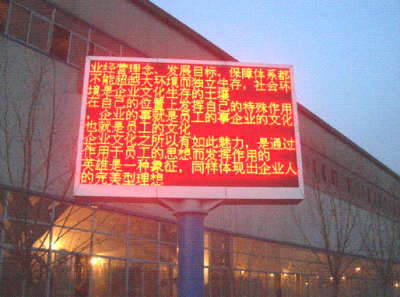 业经营理念、发展目标、保障体系都
不能超越大环境而独立生存，社会环
境是企业文化生存的土壤
在自己的位置上发挥自己的特殊作用
，企业的事就是员工的事企业的文化
也就是员工的文化
企业文化之所以有如此魅力，是通过
作用于员工的思想而发挥作用的
英雄是一种象征，同样体现出企业人
的完美型理想